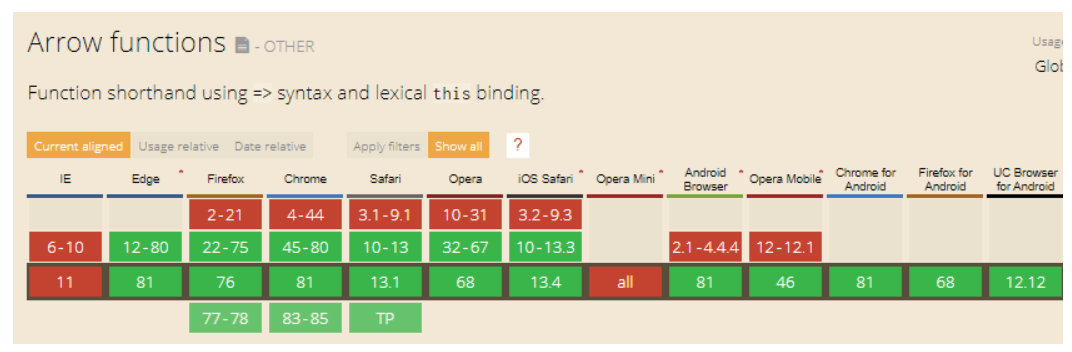 Arrow functions - OTHER
Usage
Glob
Function shorthand using => syntax and lexical this binding.
Current aligned Usage relative Date relative Apply filters Show all ?
IE Edge * Firefox Chrome Safari Opera iOS Safari * Opera Mini * Android Browser * Opera Mobile * Chrome for Android Firefox for Android UC Browser for Android
2-21 4-44 3.1-9.1 10-31 3.2-9.3
6-10 12-80 22-75 45-80 10-13 32-67 10-13.3 2.1-4.4.4 12-12.1
11 81 76 81 13.1 68 13.4 all 81 46 81 68 12.12
77-78 83-85 TP